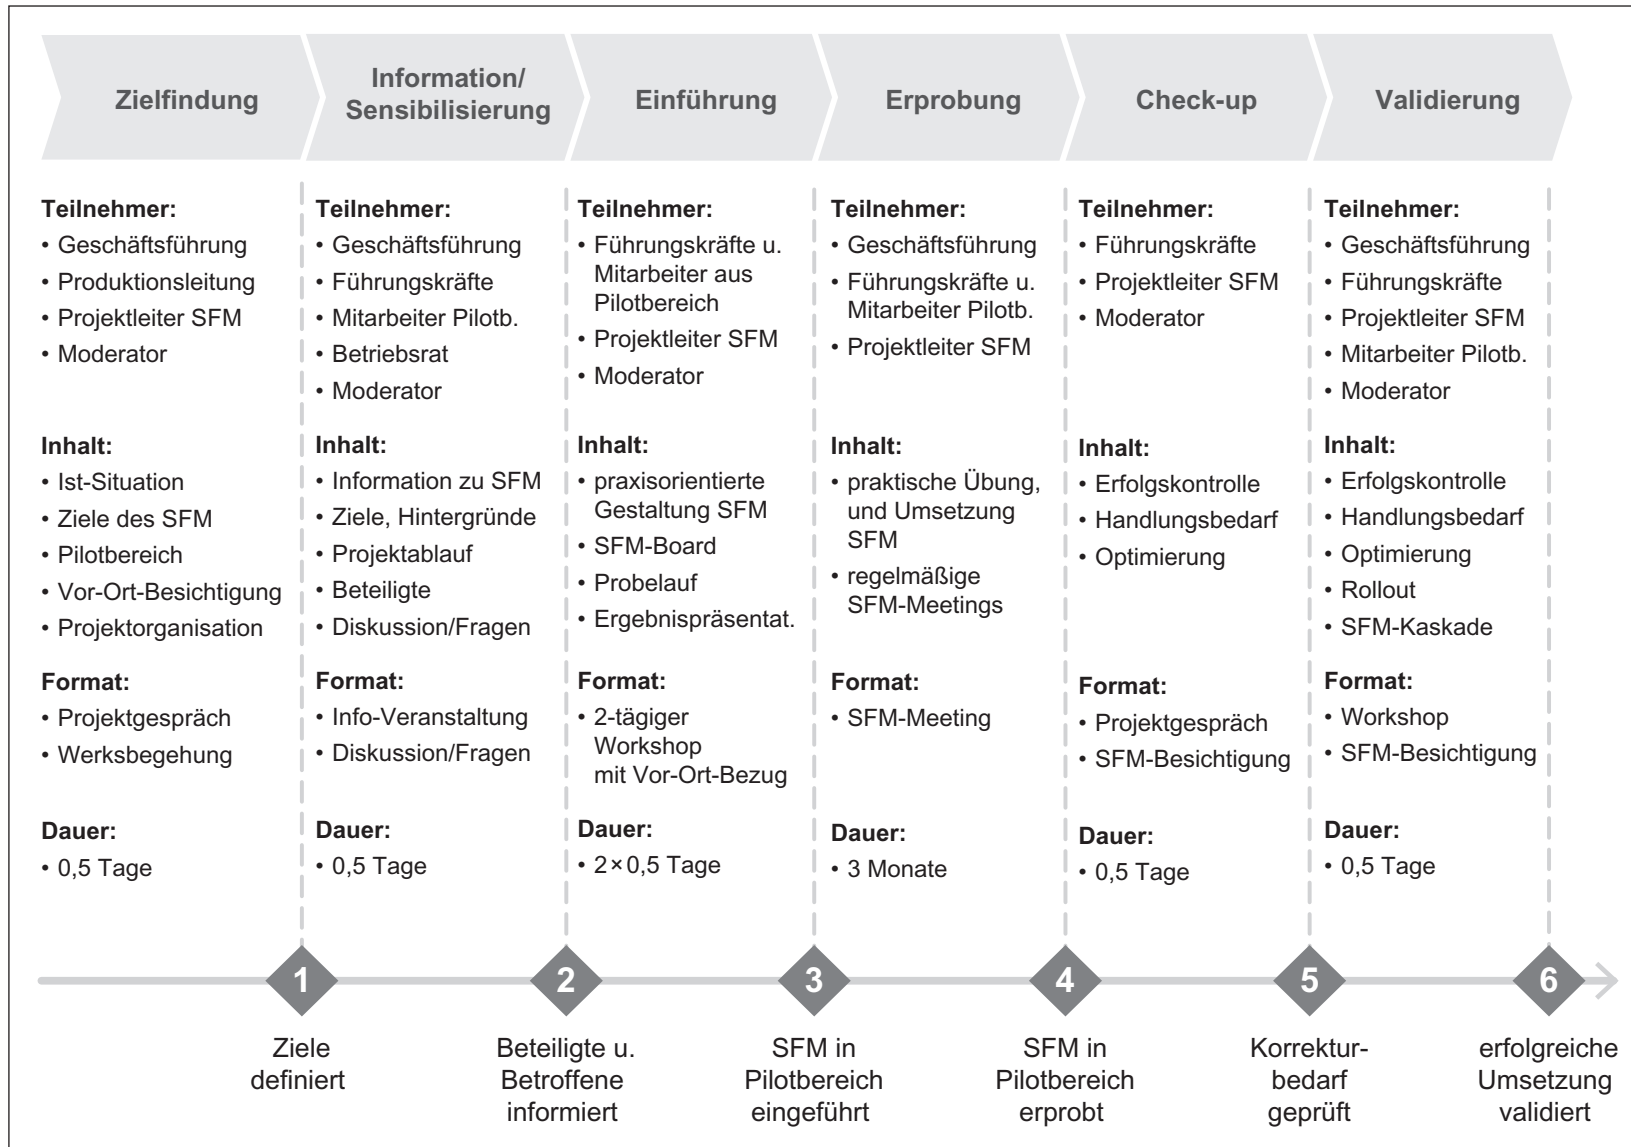 Zielfindung
Information/
Sensibilisierung
Einführung
Erprobung
Check-up
Validierung
Teilnehmer:
• Geschäftsführung
• Produktionsleitung
• Projektleiter SFM
• Moderator
Inhalt:
• Ist-Situation
• Ziele des SFM
• Pilotbereich
• Vor-Ort-Besichtigung
• Projektorganisation
Format:
• Projektgespräch
• Werksbegehung
Dauer:
• 0,5 Tage
Teilnehmer:
• Geschäftsführung
• Führungskräfte
• Mitarbeiter Pilotb.
• Betriebsrat
• Moderator
Inhalt:
• Information zu SFM
• Ziele, Hintergründe
• Projektablauf
• Beteiligte
• Diskussion/Fragen
Format:
• Info-Veranstaltung
• Diskussion/Fragen
Dauer:
• 0,5 Tage
Teilnehmer:
• Führungskräfte u.
Mitarbeiter aus
Pilotbereich
• Projektleiter SFM
• Moderator
Inhalt:
• praxisorientierte
Gestaltung SFM
• SFM-Board
• Probelauf
• Ergebnispräsentat.
Format:
• 2-tägiger
Workshop
mit Vor-Ort-Bezug
Dauer:
• 2 × 0,5 Tage
Teilnehmer:
• Geschäftsführung
• Führungskräfte u.
Mitarbeiter Pilotb.
• Projektleiter SFM
Inhalt:
• praktische Übung,
und Umsetzung
SFM
• regelmäßige
SFM-Meetings
Format:
• SFM-Meeting
Dauer:
• 3 Monate
Teilnehmer:
• Führungskräfte
• Projektleiter SFM
• Moderator
Inhalt:
• Erfolgskontrolle
• Handlungsbedarf
• Optimierung
Format:
• Projektgespräch
• SFM-Besichtigung
Dauer:
• 0,5 Tage
Teilnehmer:
• Geschäftsführung
• Führungskräfte
• Projektleiter SFM
• Mitarbeiter Pilotb.
• Moderator
Inhalt:
• Erfolgskontrolle
• Handlungsbedarf
• Optimierung
• Rollout
• SFM-Kaskade
Format:
• Workshop
• SFM-Besichtigung
Dauer:
• 0,5 Tage
1
Ziele
definiert
2
Beteiligte u.
Betroffene
informiert
3
SFM in
Pilotbereich
eingeführt
4
SFM in
Pilotbereich
erprobt
5
Korrektur-
bedarf
geprüft
6
erfolgreiche
Umsetzung
validiert